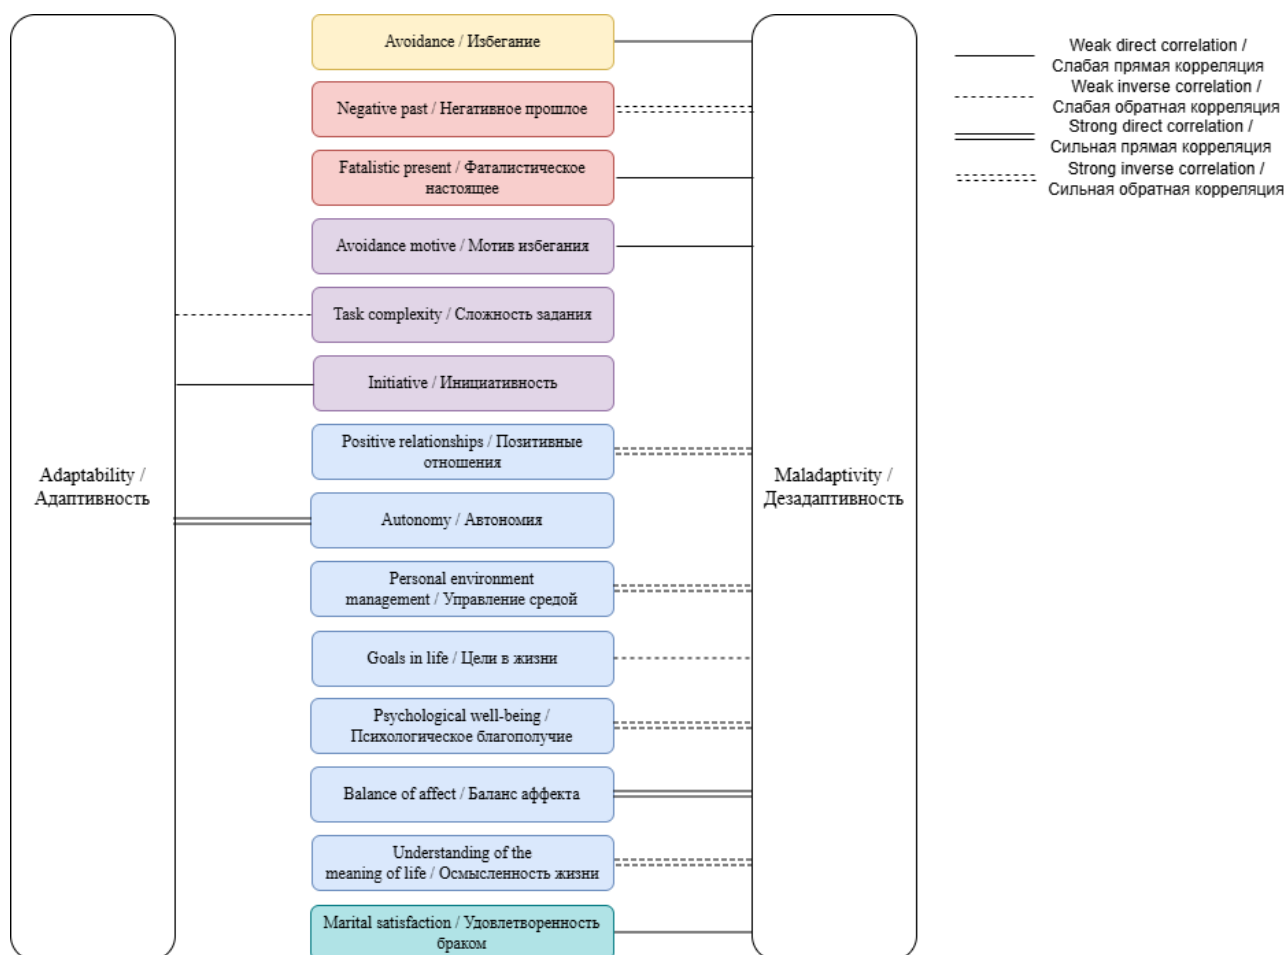 Adaptability /
Адаптивность
Avoidance / Избегание
Negative past / Негативное прошлое
Fatalistic present / Фаталистическое
настоящее
Avoidance motive / Мотив избегания
Task complexity / Сложность задания
Initiative / Инициативность
Positive relationships / Позитивные
отношения
Autonomy / Автономия
Personal environment
management / Управление средой
Goals in life / Цели в жизни
Psychological well-being /
Психологическое благополучие
Balance of affect / Баланс аффекта
Understanding of the
meaning of life / Осмысленность жизни
Marital satisfaction / Удовлетворенность
браком
Maladaptivity /
Дезадаптивность
Weak direct correlation /
Слабая прямая корреляция
Weak inverse correlation /
Слабая обратная корреляция
Strong direct correlation /
Сильная прямая корреляция
Strong inverse correlation /
Сильная обратная корреляция